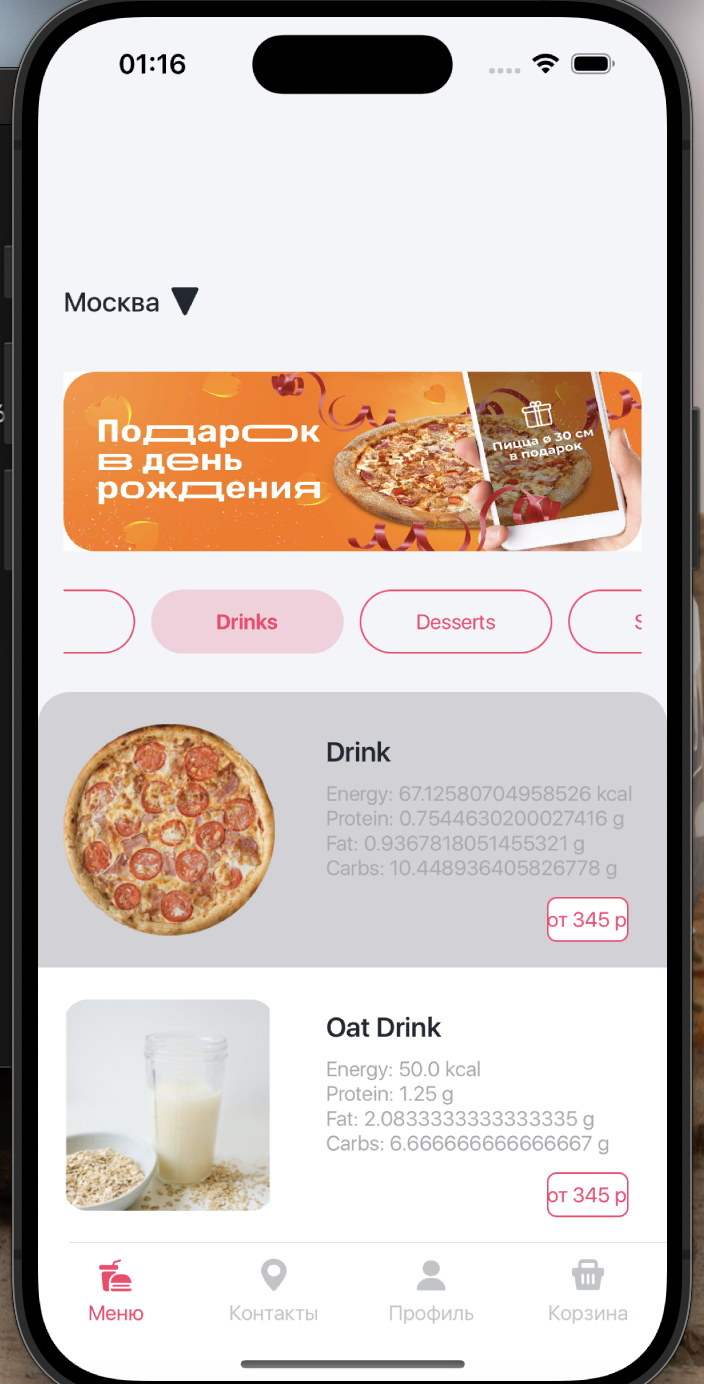 01:16
Москва
Подарок
в день
рождения
Пицца ø 30 см
в подарок
Drinks
Desserts
Drink
Energy: 67.12580704958526 kcal
Protein: 0.7544630200027416 g
Fat: 0.9367818051455321 g
Carbs: 10.448936405826778 g
от 345 р
Oat Drink
Energy: 50.0 kcal
Protein: 1.25 g
Fat: 2.0833333333333335 g
Carbs: 6.666666666666667 g
от 345 р
Меню
Контакты
Профиль
Корзина